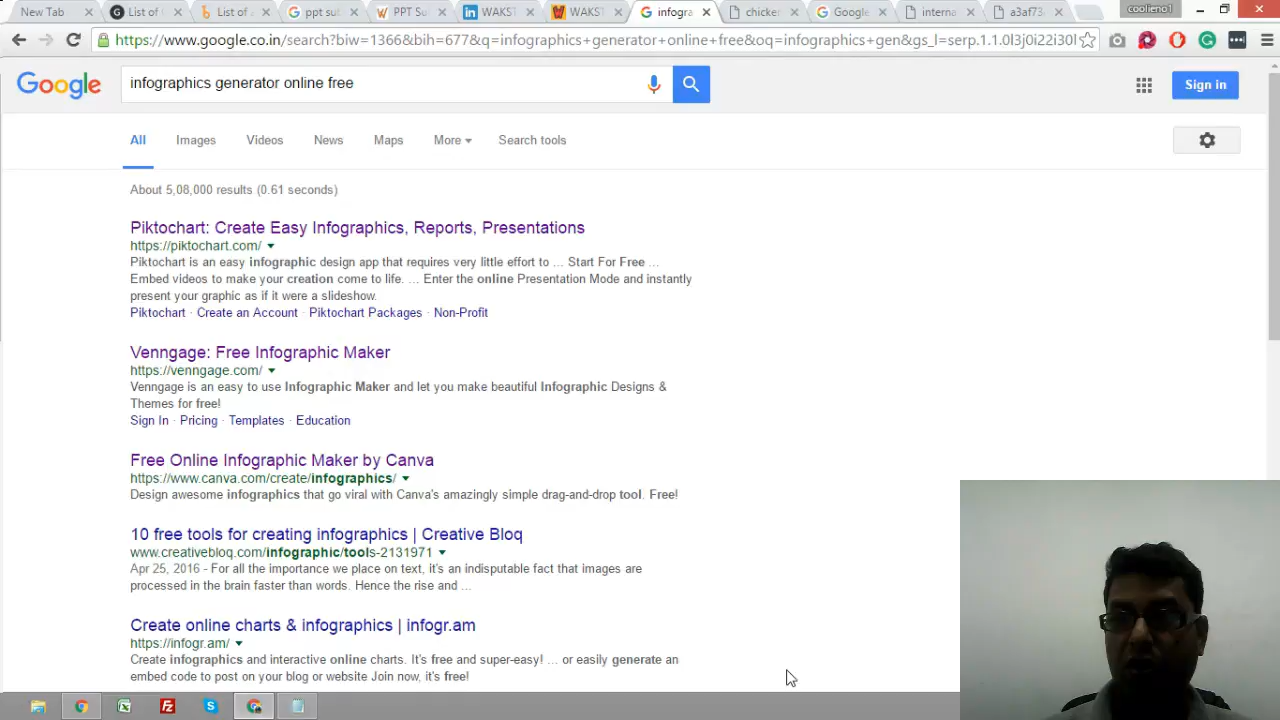 New Tab
List of
List of
ppt sut
PPT Su
WAKST
WAKST
infogra
chicker
Google
interna
a3af73
coolieno1
https://www.google.co.in/search?biw=1366&bih=677&q=infographics+generator+online+free&oq=infographics+gen&gs_l=serp.1.1.0l3j0i22i30l
Google
infographics generator online free
Sign in
All Images Videos News Maps More Search tools
About 5,08,000 results (0.61 seconds)
Piktochart: Create Easy Infographics, Reports, Presentations
https://piktochart.com/
Piktochart is an easy infographic design app that requires very little effort to ... Start For Free ...
Embed videos to make your creation come to life. ... Enter the online Presentation Mode and instantly
present your graphic as if it were a slideshow.
Piktochart · Create an Account · Piktochart Packages · Non-Profit
Venngage: Free Infographic Maker
https://venngage.com/
Venngage is an easy to use Infographic Maker and let you make beautiful Infographic Designs &
Themes for free!
Sign In · Pricing · Templates · Education
Free Online Infographic Maker by Canva
https://www.canva.com/create/infographics/
Design awesome infographics that go viral with Canva's amazingly simple drag-and-drop tool. Free!
10 free tools for creating infographics | Creative Bloq
www.creativebloq.com/infographic/tools-2131971
Apr 25, 2016 - For all the importance we place on text, it's an indisputable fact that images are
processed in the brain faster than words. Hence the rise and ...
Create online charts & infographics | infogr.am
https://infogr.am/
Create infographics and interactive online charts. It's free and super-easy! ... or easily generate an
embed code to post on your blog or website Join now, it's free!